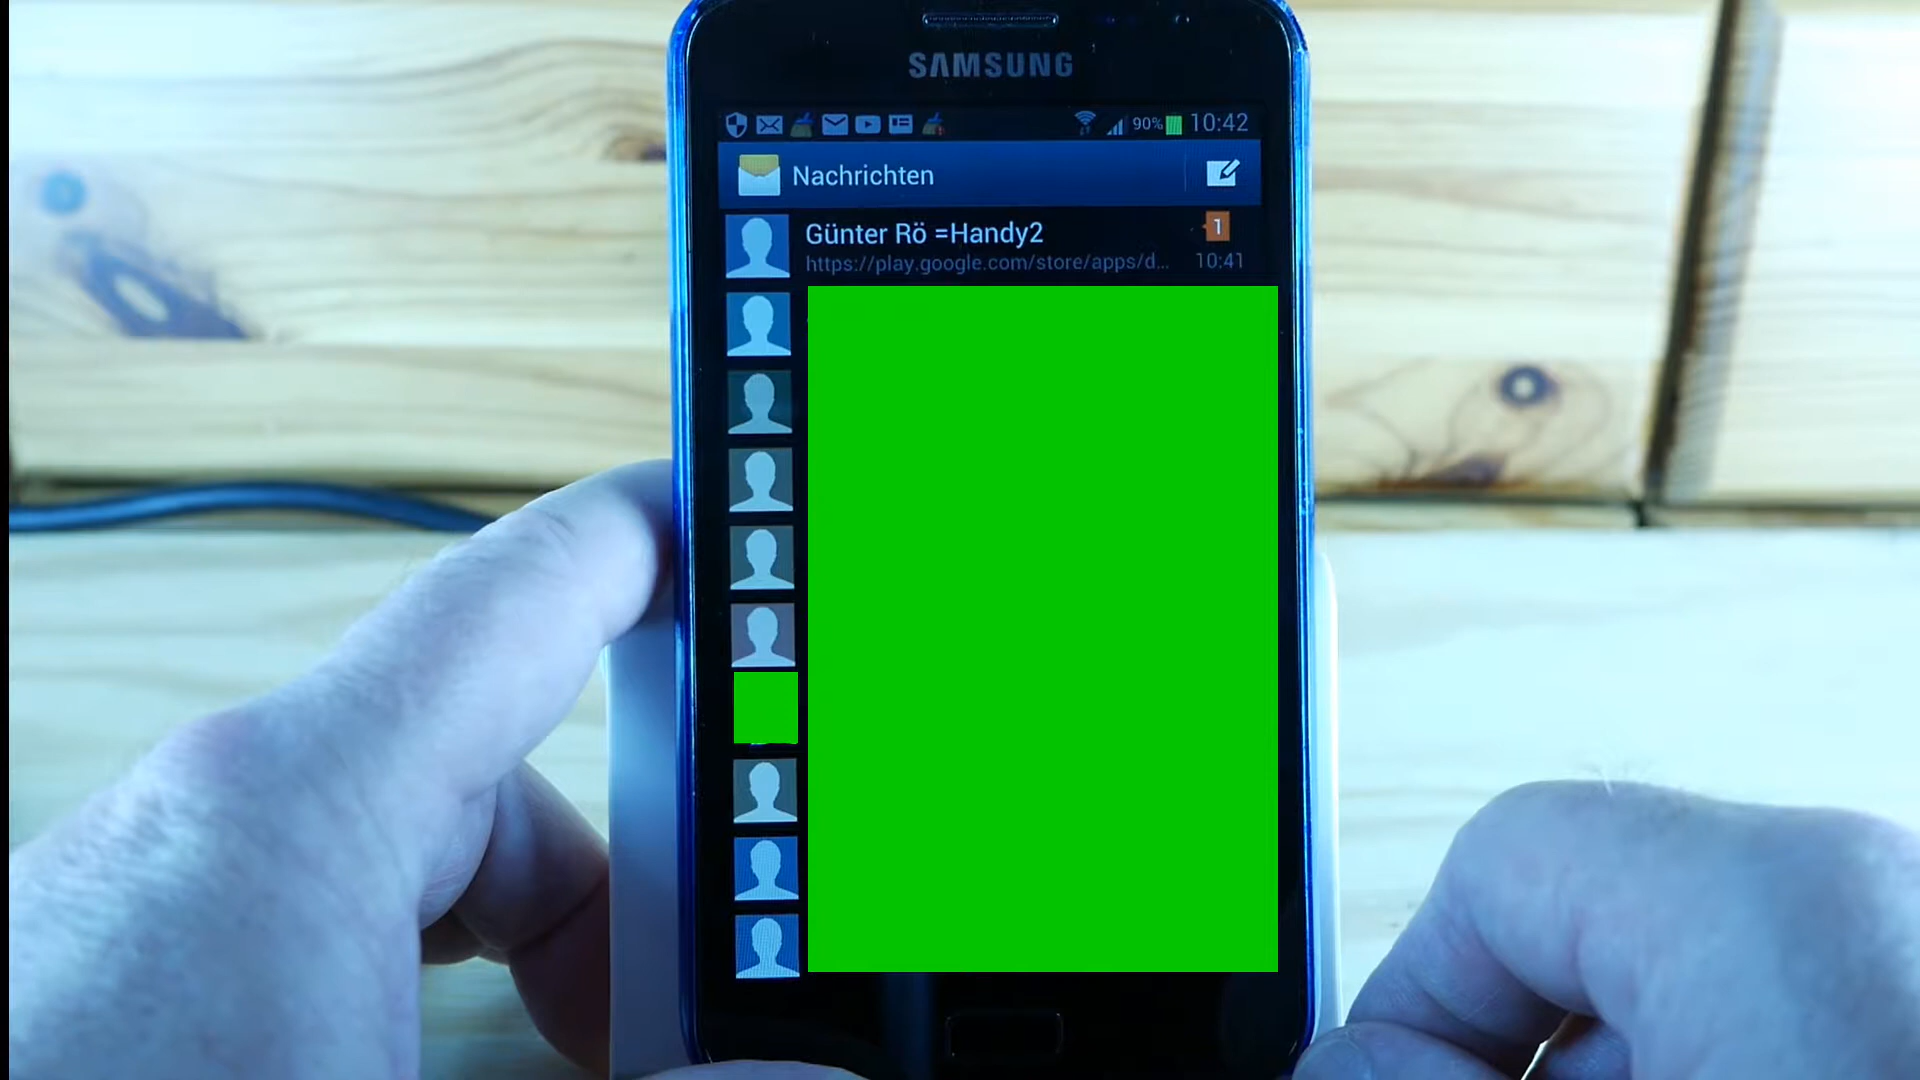 SAMSUNG
90% 10:42
Nachrichten
Günter Rö =Handy2 1
https://play.google.com/store/apps/d... 10:41